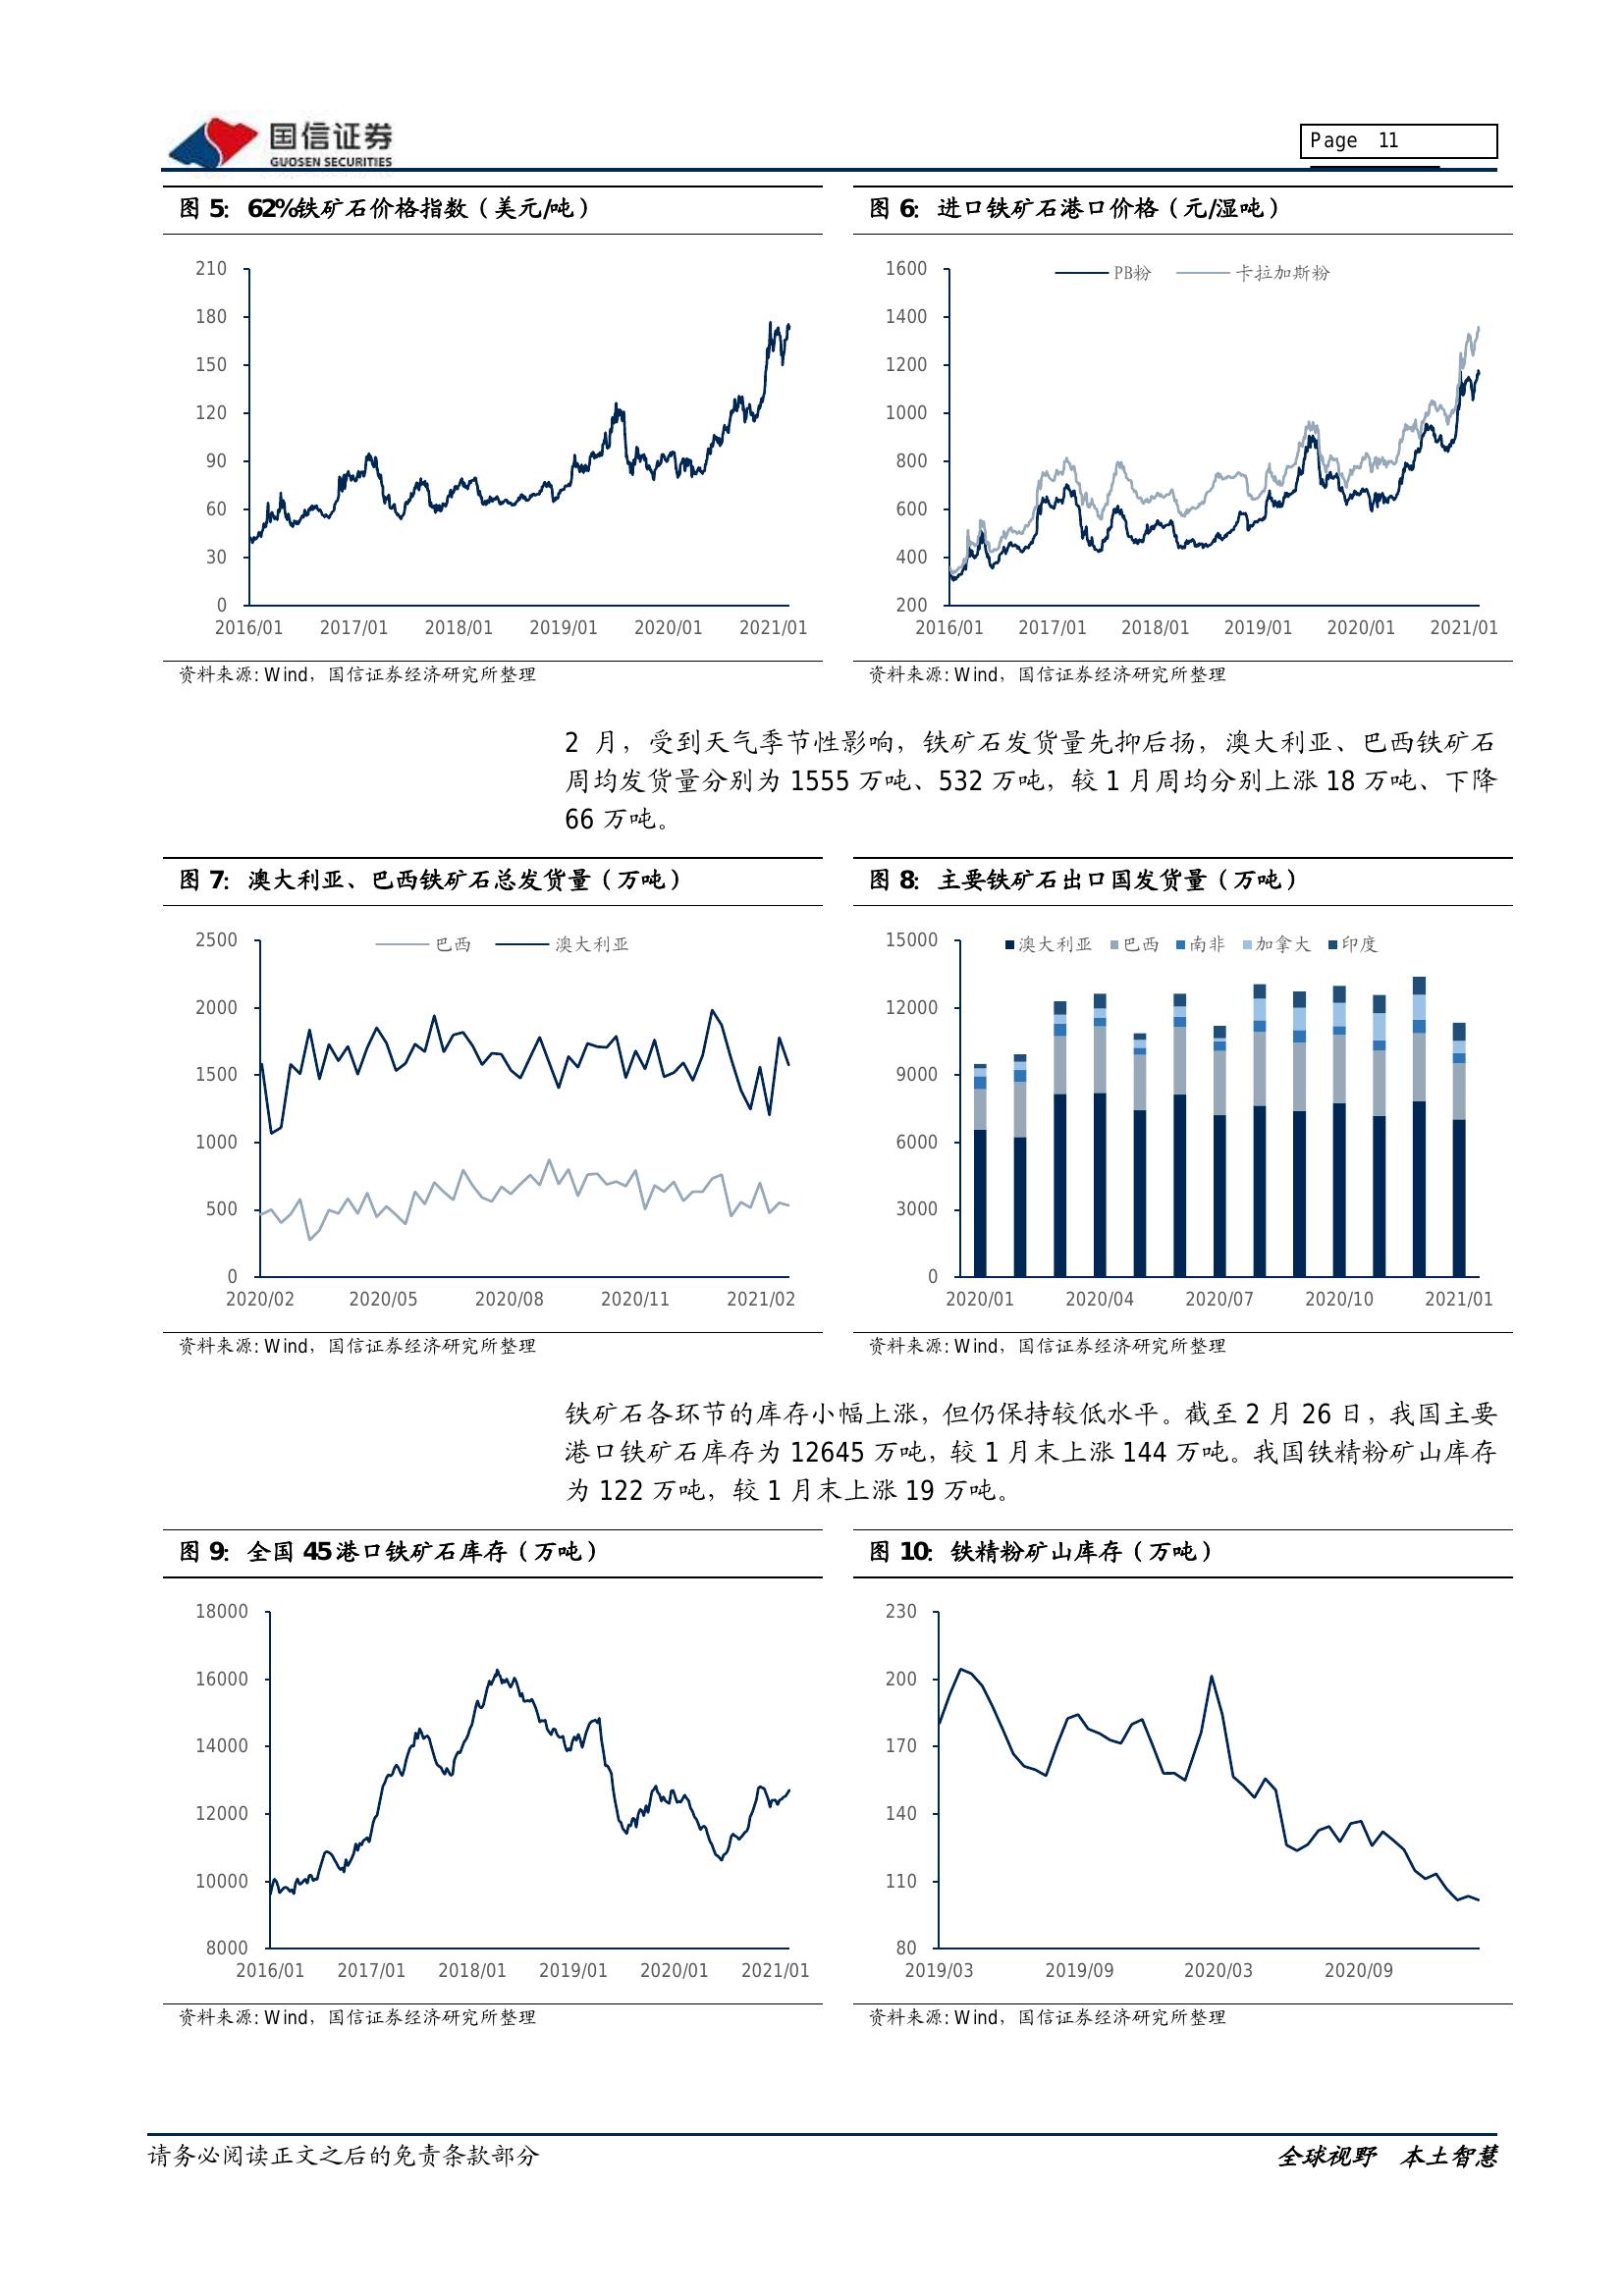 国信证券
GUOSEN SECURITIES
Page 11
图 5：62%铁矿石价格指数（美元/吨）
210
180
150
120
90
60
30
0
2016/01 2017/01 2018/01 2019/01 2020/01 2021/01
资料来源: Wind，国信证券经济研究所整理
图 6：进口铁矿石港口价格（元/湿吨）
PB粉 卡拉加斯粉
1600
1400
1200
1000
800
600
400
200
2016/01 2017/01 2018/01 2019/01 2020/01 2021/01
资料来源: Wind，国信证券经济研究所整理
2 月，受到天气季节性影响，铁矿石发货量先抑后扬，澳大利亚、巴西铁矿石
周均发货量分别为 1555 万吨、532 万吨，较 1 月周均分别上涨 18 万吨、下降
66 万吨。
图 7：澳大利亚、巴西铁矿石总发货量（万吨）
巴西 澳大利亚
2500
2000
1500
1000
500
0
2020/02 2020/05 2020/08 2020/11 2021/02
资料来源: Wind，国信证券经济研究所整理
图 8：主要铁矿石出口国发货量（万吨）
澳大利亚 巴西 南非 加拿大 印度
15000
12000
9000
6000
3000
0
2020/01 2020/04 2020/07 2020/10 2021/01
资料来源: Wind，国信证券经济研究所整理
铁矿石各环节的库存小幅上涨，但仍保持较低水平。截至 2 月 26 日，我国主要
港口铁矿石库存为 12645 万吨，较 1 月末上涨 144 万吨。我国铁精粉矿山库存
为 122 万吨，较 1 月末上涨 19 万吨。
图 9：全国 45 港口铁矿石库存（万吨）
18000
16000
14000
12000
10000
8000
2016/01 2017/01 2018/01 2019/01 2020/01 2021/01
资料来源: Wind，国信证券经济研究所整理
图 10：铁精粉矿山库存（万吨）
230
200
170
140
110
80
2019/03 2019/09 2020/03 2020/09
资料来源: Wind，国信证券经济研究所整理
请务必阅读正文之后的免责条款部分
全球视野 本土智慧